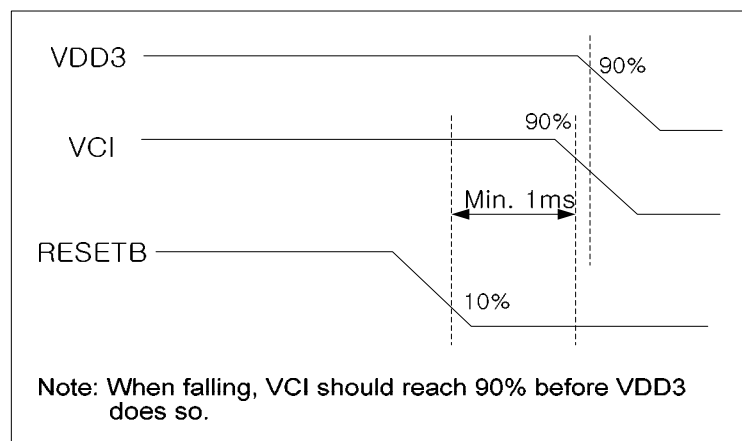 VDD3
90%
90%
VCI
Min. 1ms
RESETB
10%
Note: When falling, VCI should reach 90% before VDD3
does so.